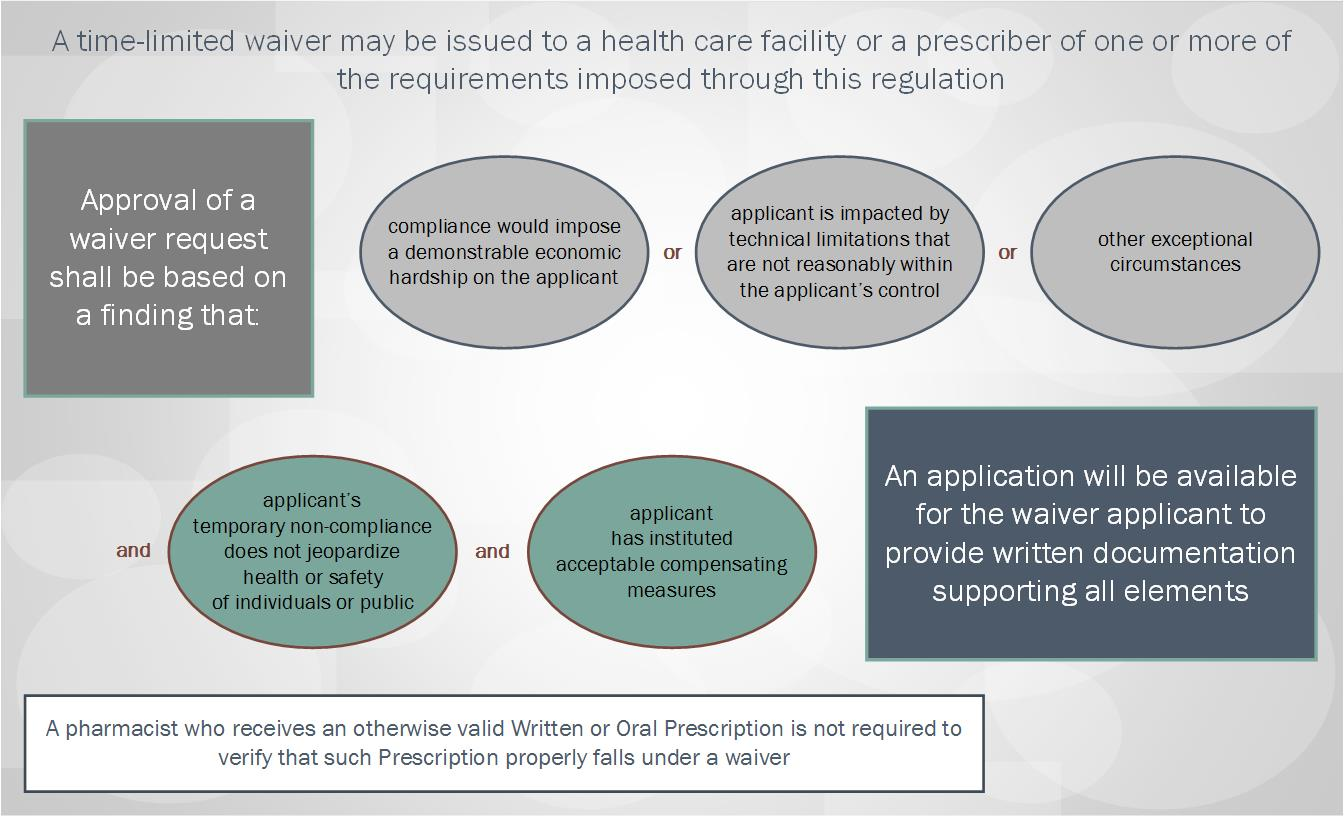 A time-limited waiver may be issued to a health care facility or a prescriber of one or more of
the requirements imposed through this regulation
Approval of a
waiver request
shall be based on
a finding that:
compliance would impose
a demonstrable economic
hardship on the applicant
or
applicant is impacted by
technical limitations that
are not reasonably within
the applicant's control
or
other exceptional
circumstances
and
applicant's
temporary non-compliance
does not jeopardize
health or safety
of individuals or public
and
applicant
has instituted
acceptable compensating
measures
An application will be available
for the waiver applicant to
provide written documentation
supporting all elements
A pharmacist who receives an otherwise valid Written or Oral Prescription is not required to
verify that such Prescription properly falls under a waiver